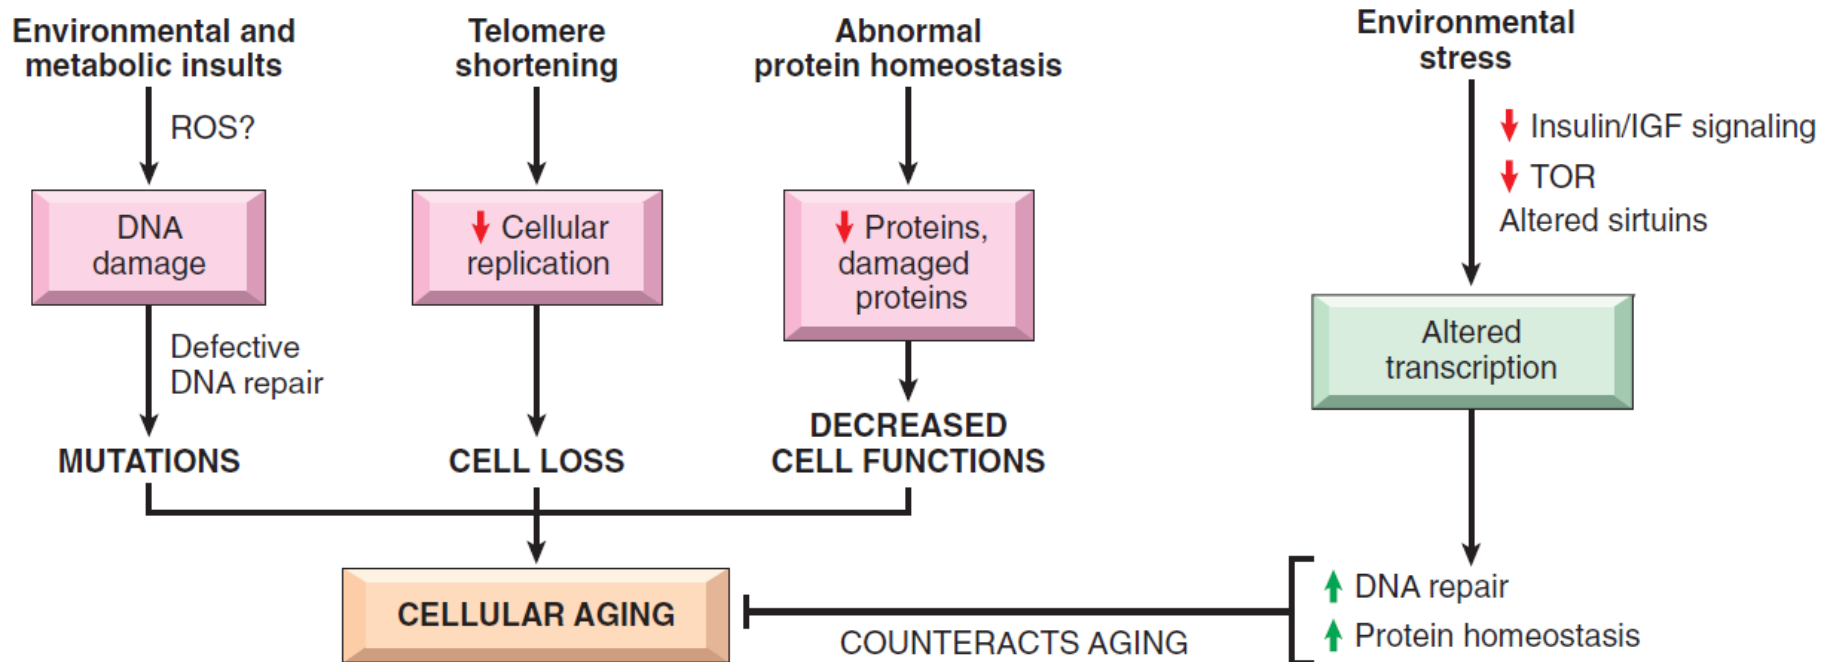 Environmental and
metabolic insults
ROS?
DNA
damage
Defective
DNA repair
MUTATIONS
Telomere
shortening
Cellular
replication
CELL LOSS
Abnormal
protein homeostasis
Proteins,
damaged
proteins
DECREASED
CELL FUNCTIONS
CELLULAR AGING
Environmental
stress
Insulin/IGF signaling
TOR
Altered sirtuins
Altered
transcription
DNA repair
Protein homeostasis
COUNTERACTS AGING